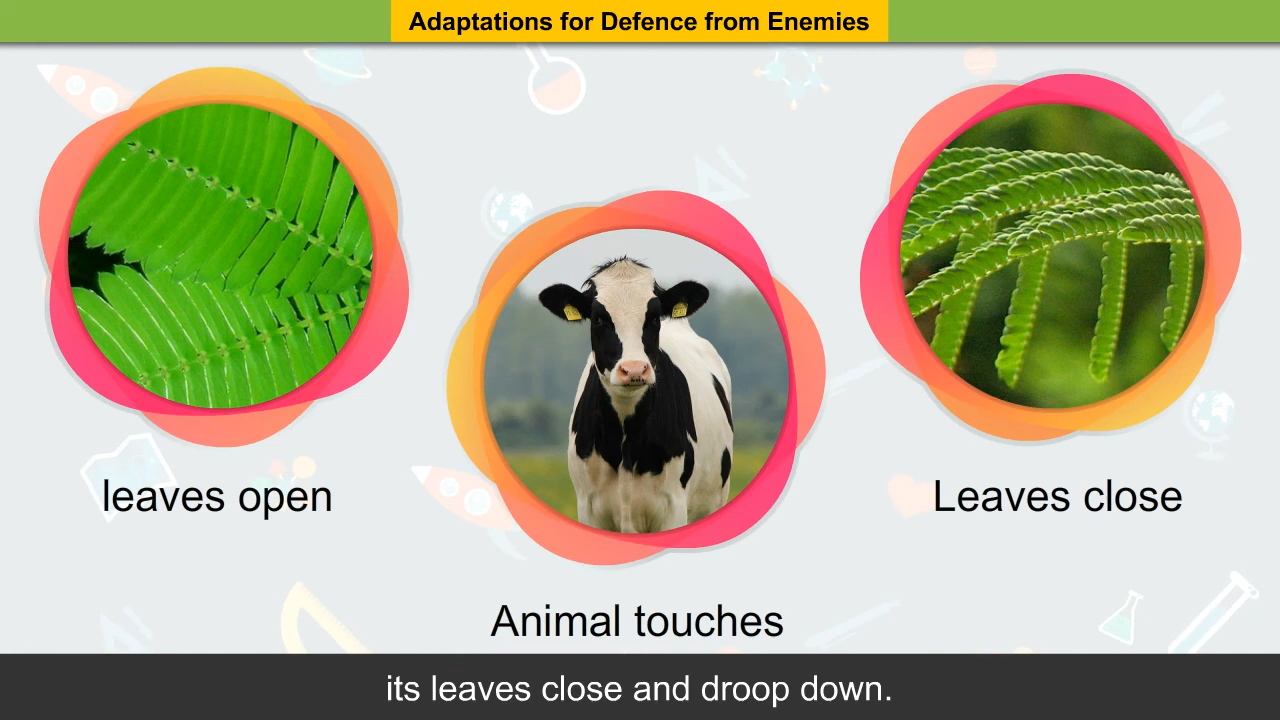 Adaptations for Defence from Enemies
leaves open
Animal touches
Leaves close
its leaves close and droop down.